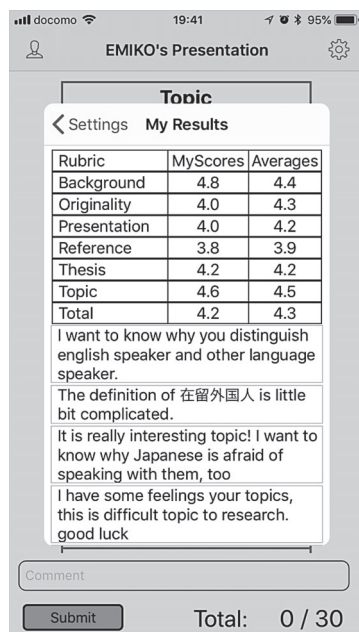 docomo 19:41 95%
EMIKO's Presentation
Topic
Settings My Results
Rubric MyScores Averages
Background 4.8 4.4
Originality 4.0 4.3
Presentation 4.0 4.2
Reference 3.8 3.9
Thesis 4.2 4.2
Topic 4.6 4.5
Total 4.2 4.3
I want to know why you distinguish
english speaker and other language
speaker.
The definition of 在留外国人 is little
bit complicated.
It is really interesting topic! I want to
know why Japanese is afraid of
speaking with them, too
I have some feelings your topics,
this is difficult topic to research.
good luck
Comment
Submit Total: 0 / 30